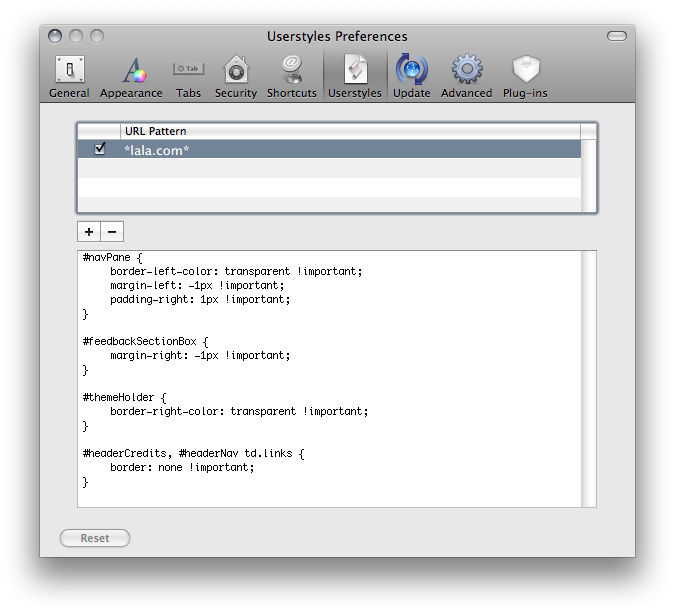 Userstyles Preferences
General Appearance Tab Tabs Security @ Shortcuts Userstyles Update Advanced Plug-ins
URL Pattern
*lala.com*
+ −
#navPane {
    border-left-color: transparent !important;
    margin-left: -1px !important;
    padding-right: 1px !important;
}
#feedbackSectionBox {
    margin-right: -1px !important;
}
#themeHolder {
    border-right-color: transparent !important;
}
#headerCredits, #headerNav td.links {
    border: none !important;
}
Reset